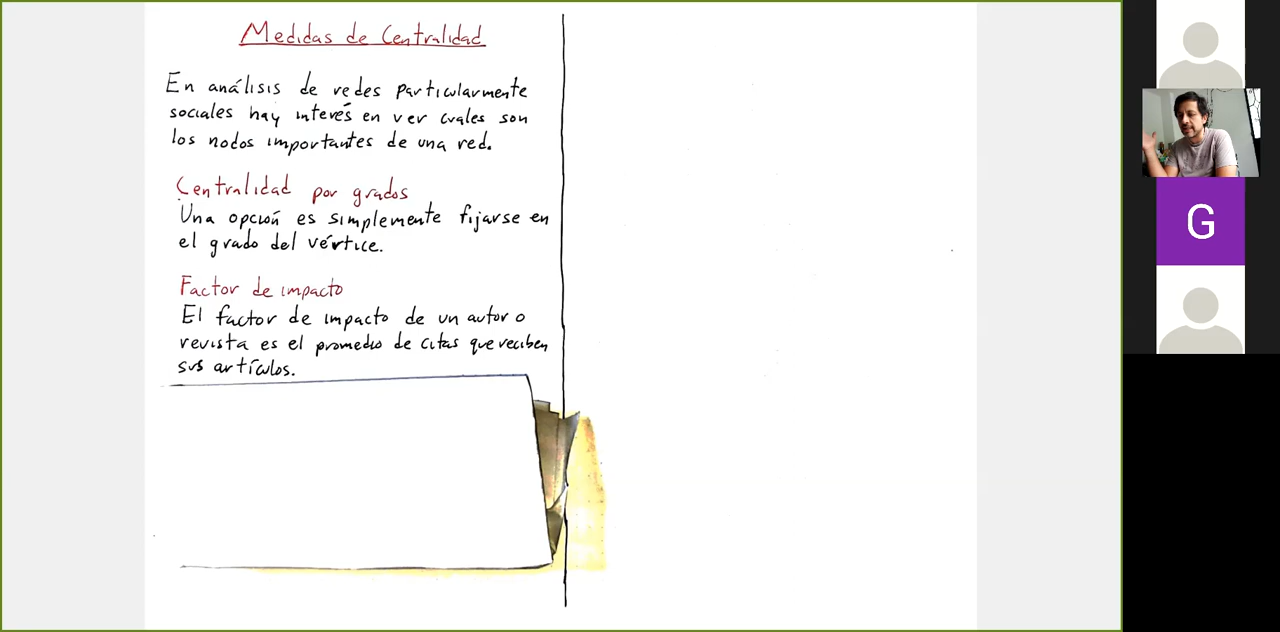 Medidas de Centralidad
En análisis de redes particularmente
sociales hay interés en ver cuales son
los nodos importantes de una red.
Centralidad por grados
Una opción es simplemente fijarse en
el grado del vértice.
Factor de impacto
El factor de impacto de un autor o
revista es el promedio de citas que reciben
sus artículos.
G